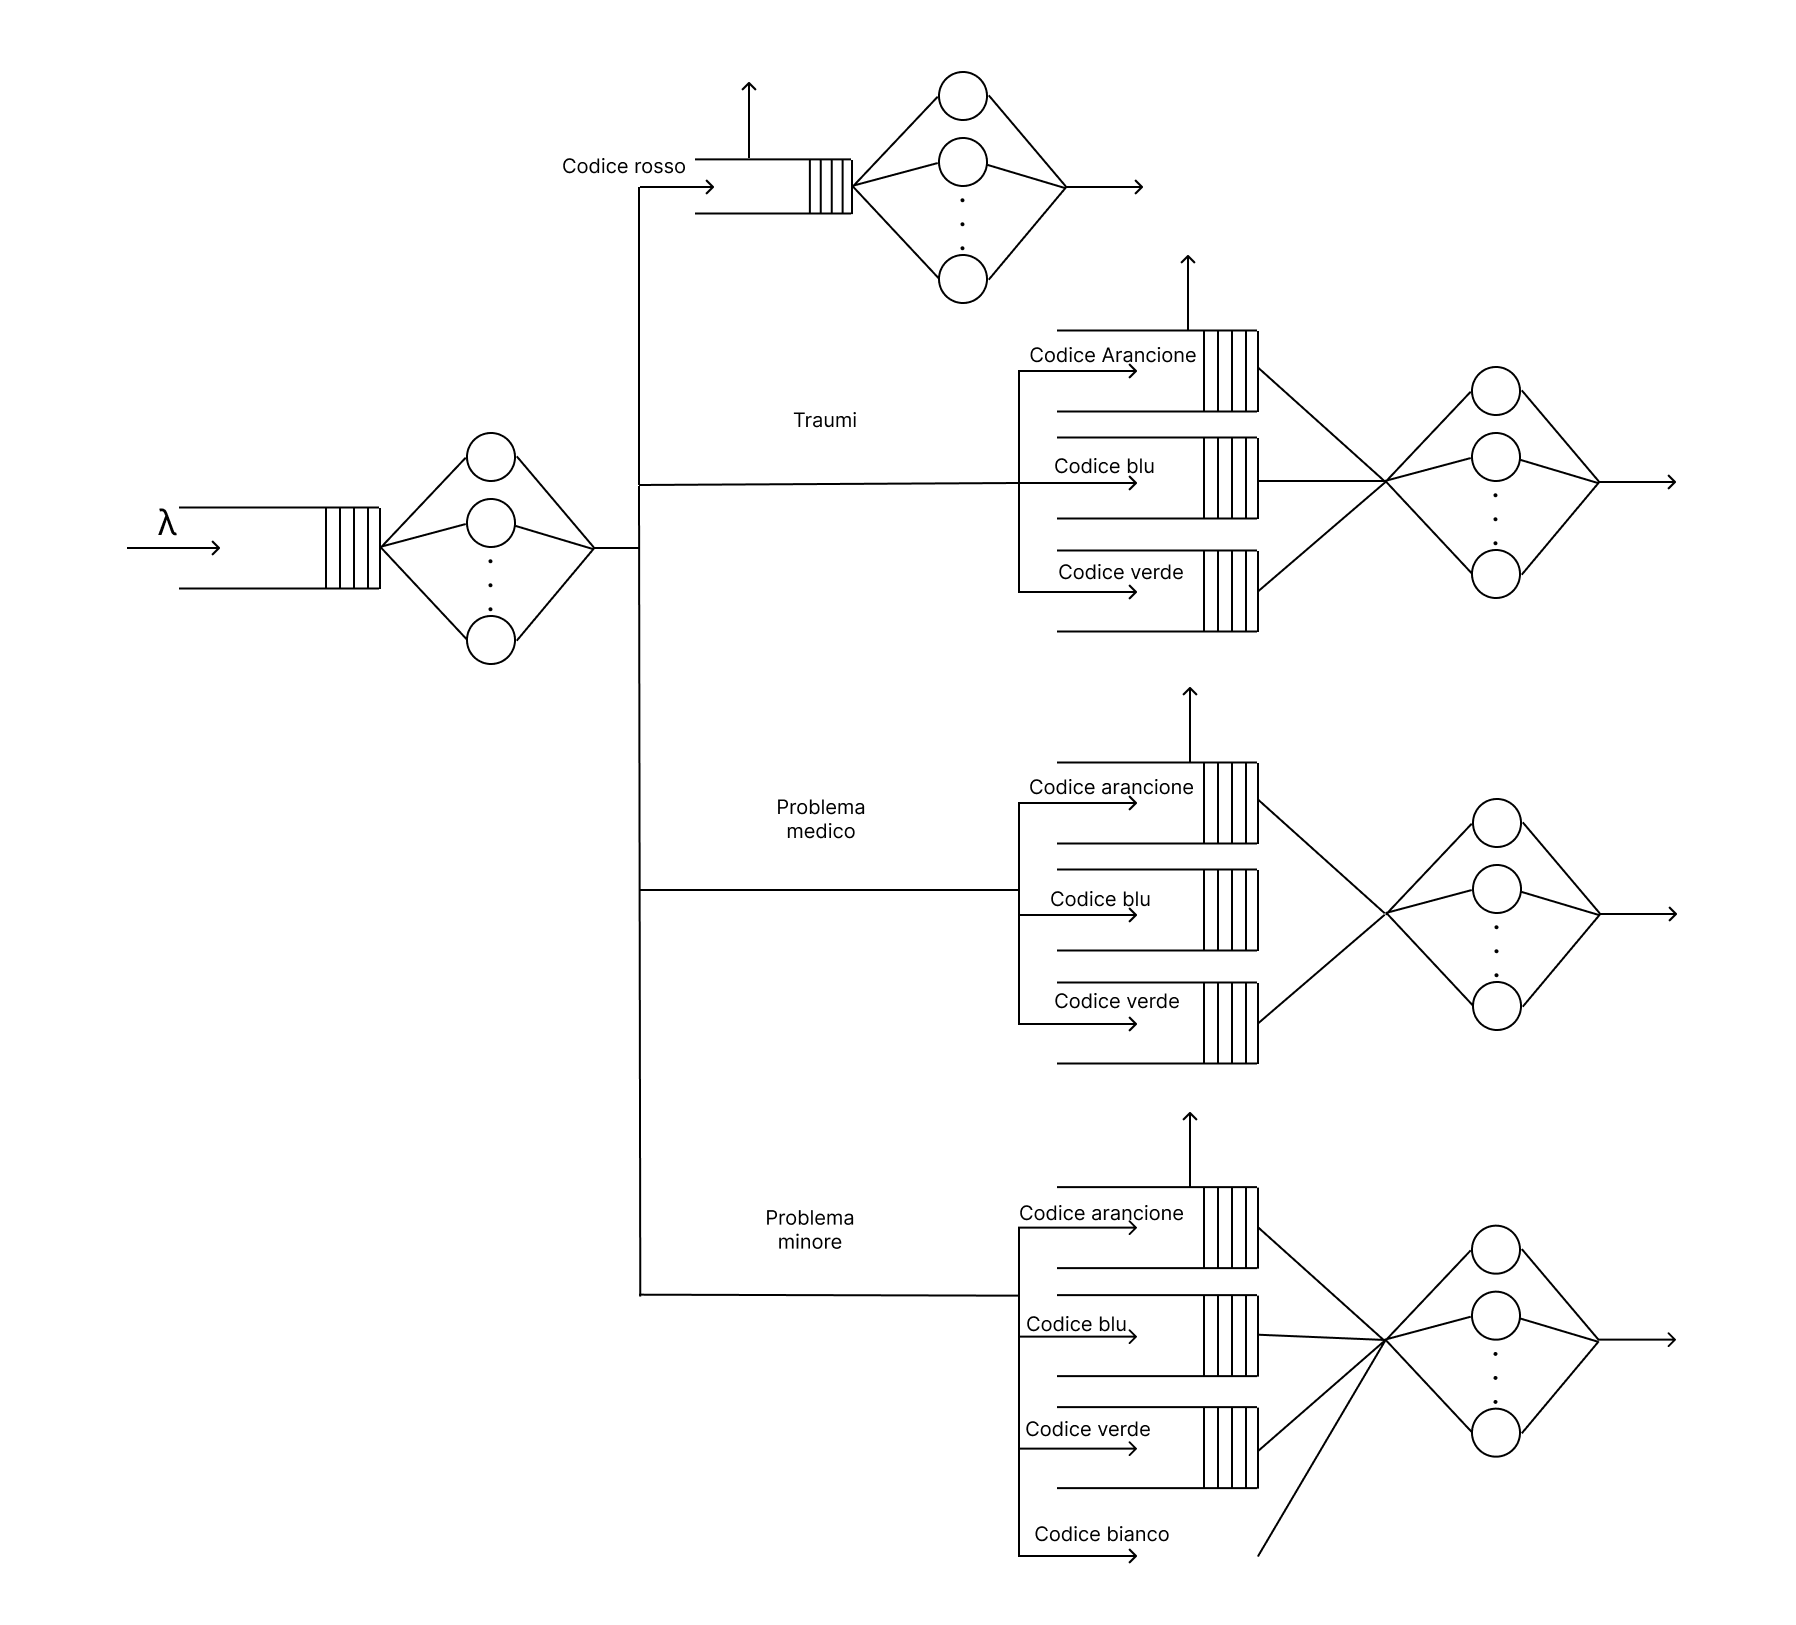 Codice rosso
Codice Arancione
Traumi
Codice blu
λ
Codice verde
Codice arancione
Problema
medico
Codice blu
Codice verde
Codice arancione
Problema
minore
Codice blu
Codice verde
Codice bianco